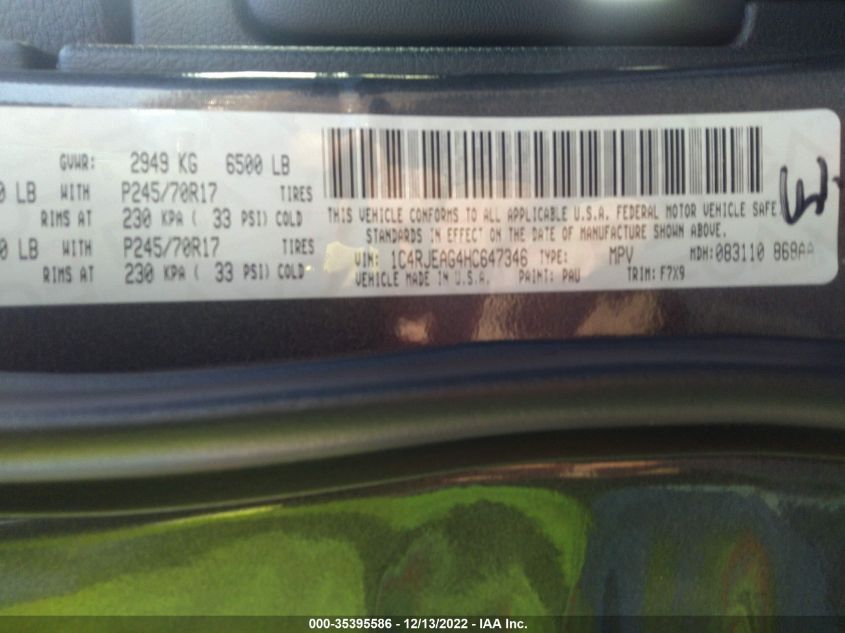 GVWR: 2949 KG 6500 LB
0 LB WITH P245/70R17 TIRES
RIMS AT 230 KPA ( 33 PSI) COLD
0 LB WITH P245/70R17 TIRES
RIMS AT 230 KPA ( 33 PSI) COLD
THIS VEHICLE CONFORMS TO ALL APPLICABLE U.S.A. FEDERAL MOTOR VEHICLE SAFE
STANDARDS IN EFFECT ON THE DATE OF MANUFACTURE SHOWN ABOVE.
VIN: 1C4RJEAG4HC647346 TYPE: MPV MDH:083110 868AA
VEHICLE MADE IN U.S.A. PAINT: PAU TRIM: F7X9
000-35395586 - 12/13/2022 - IAA Inc.